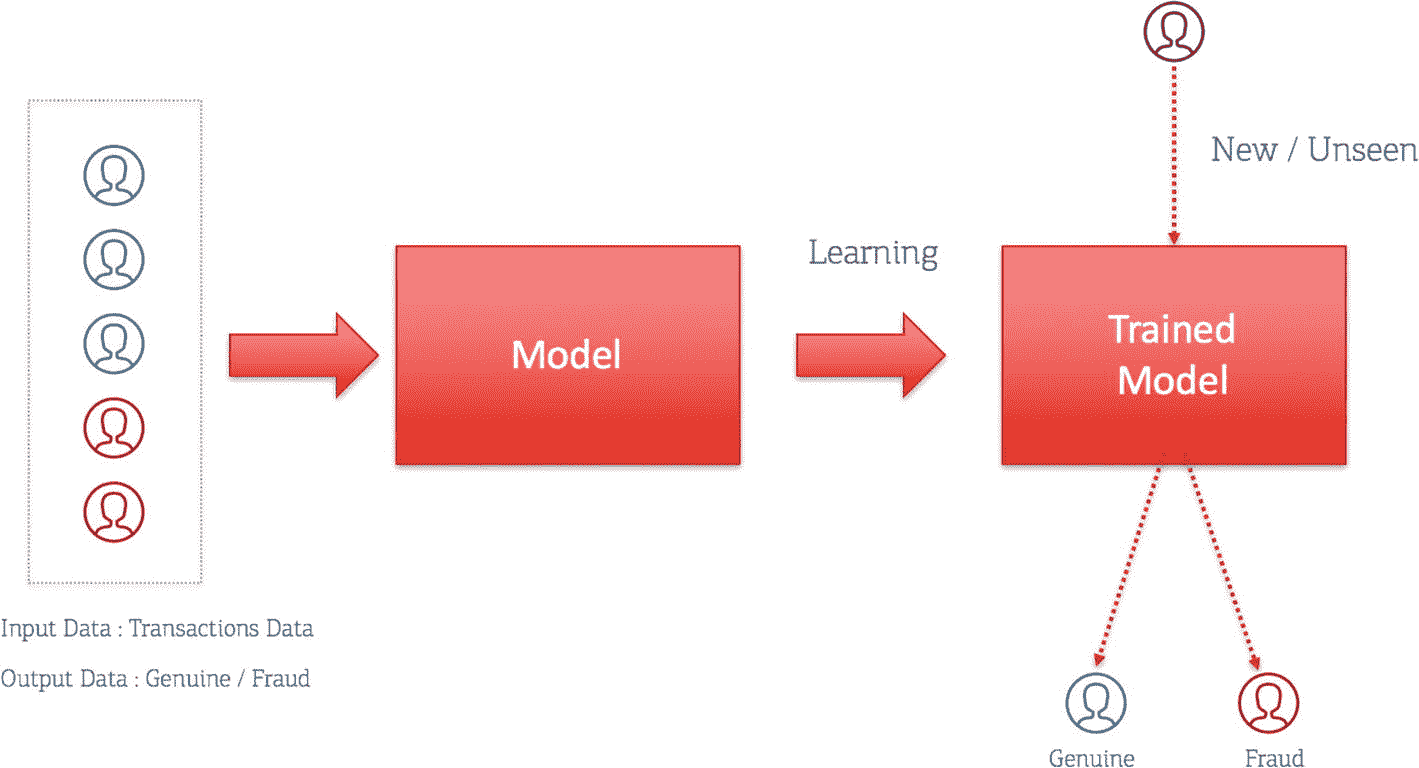 Input Data : Transactions Data
Output Data : Genuine / Fraud
Model
Learning
New / Unseen
Trained
Model
Genuine
Fraud